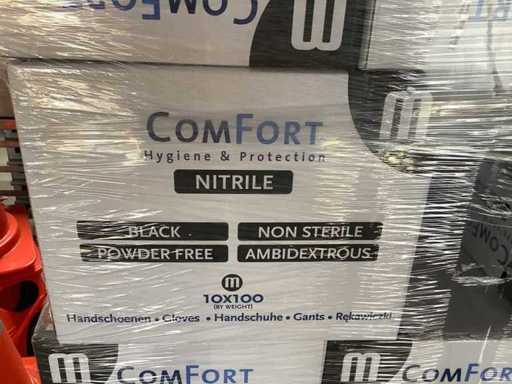 COMFORT
m
COMFORT
Hygiene & Protection
NITRILE
m
BLACK
NON STERILE
POWDER FREE
AMBIDEXTROUS
m
10X100
(BY WEIGHT)
Handschoenen • Gloves • Handschuhe • Gants • Rękawiczki
m COMFORT
m COMFORT